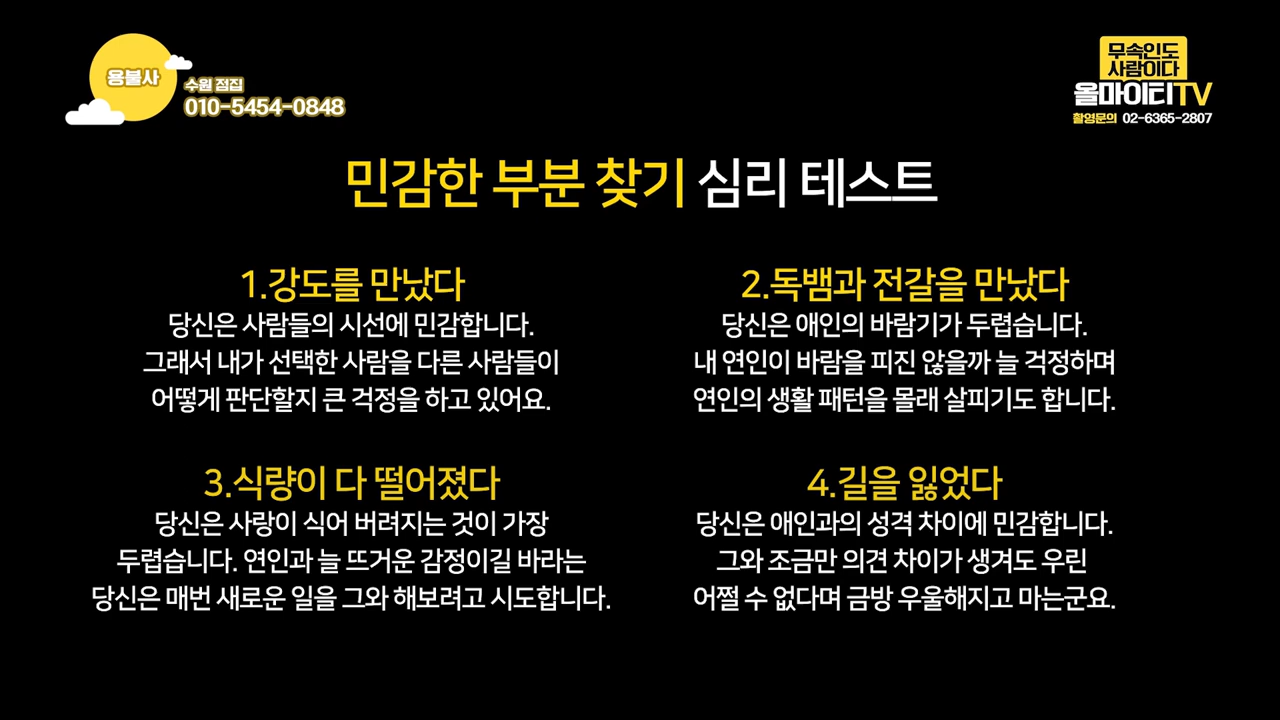 용불사
수원 점집
010-5454-0848
무속인도
사람이다
올마이티TV
촬영문의 02-6365-2807
민감한 부분 찾기 심리 테스트
1.강도를 만났다
당신은 사람들의 시선에 민감합니다.
그래서 내가 선택한 사람을 다른 사람들이
어떻게 판단할지 큰 걱정을 하고 있어요.
2.독뱀과 전갈을 만났다
당신은 애인의 바람기가 두렵습니다.
내 연인이 바람을 피진 않을까 늘 걱정하며
연인의 생활 패턴을 몰래 살피기도 합니다.
3.식량이 다 떨어졌다
당신은 사랑이 식어 버려지는 것이 가장
두렵습니다. 연인과 늘 뜨거운 감정이길 바라는
당신은 매번 새로운 일을 그와 해보려고 시도합니다.
4.길을 잃었다
당신은 애인과의 성격 차이에 민감합니다.
그와 조금만 의견 차이가 생겨도 우린
어쩔 수 없다며 금방 우울해지고 마는군요.